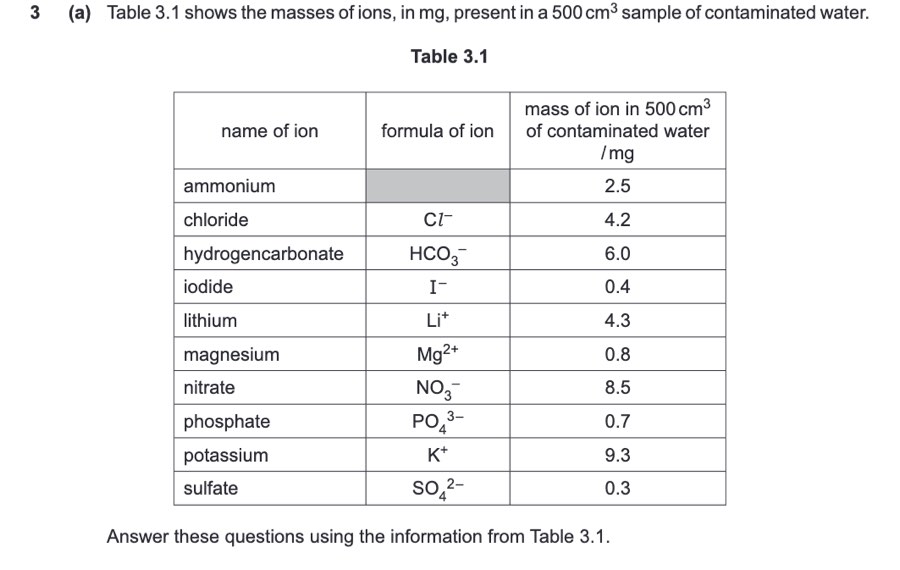 3 (a) Table 3.1 shows the masses of ions, in mg, present in a 500 cm³ sample of contaminated water.
Table 3.1
name of ion formula of ion mass of ion in 500 cm³ of contaminated water / mg
ammonium 2.5
chloride Cl⁻ 4.2
hydrogencarbonate HCO₃⁻ 6.0
iodide I⁻ 0.4
lithium Li⁺ 4.3
magnesium Mg²⁺ 0.8
nitrate NO₃⁻ 8.5
phosphate PO₄³⁻ 0.7
potassium K⁺ 9.3
sulfate SO₄²⁻ 0.3
Answer these questions using the information from Table 3.1.